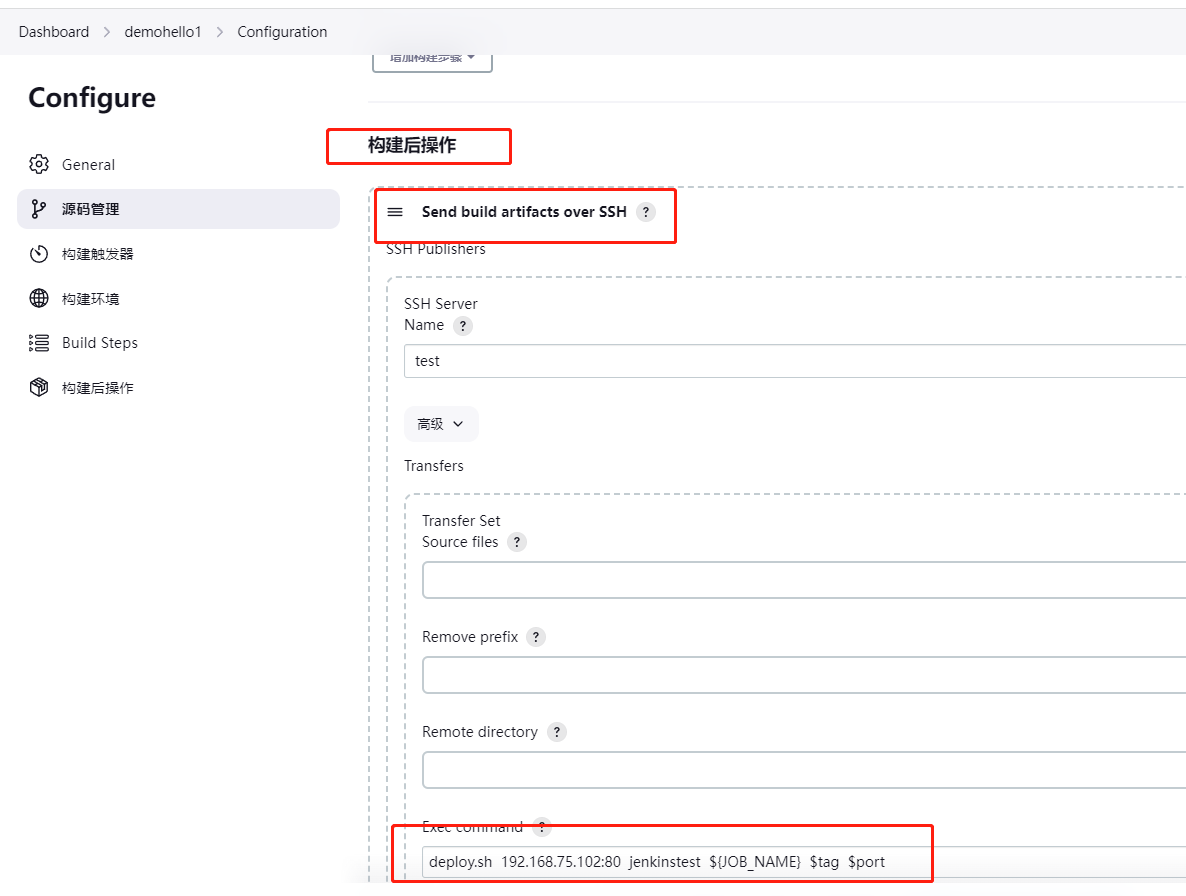 Dashboard > demohello1 > Configuration
增加构建步骤
Configure
构建后操作
General
源码管理
Send build artifacts over SSH ?
SSH Publishers
构建触发器
构建环境
SSH Server
Name ?
Build Steps
test
构建后操作
高级
Transfers
Transfer Set
Source files ?
Remove prefix ?
Remote directory ?
Exec command ?
deploy.sh 192.168.75.102:80 jenkinstest ${JOB_NAME} $tag $port